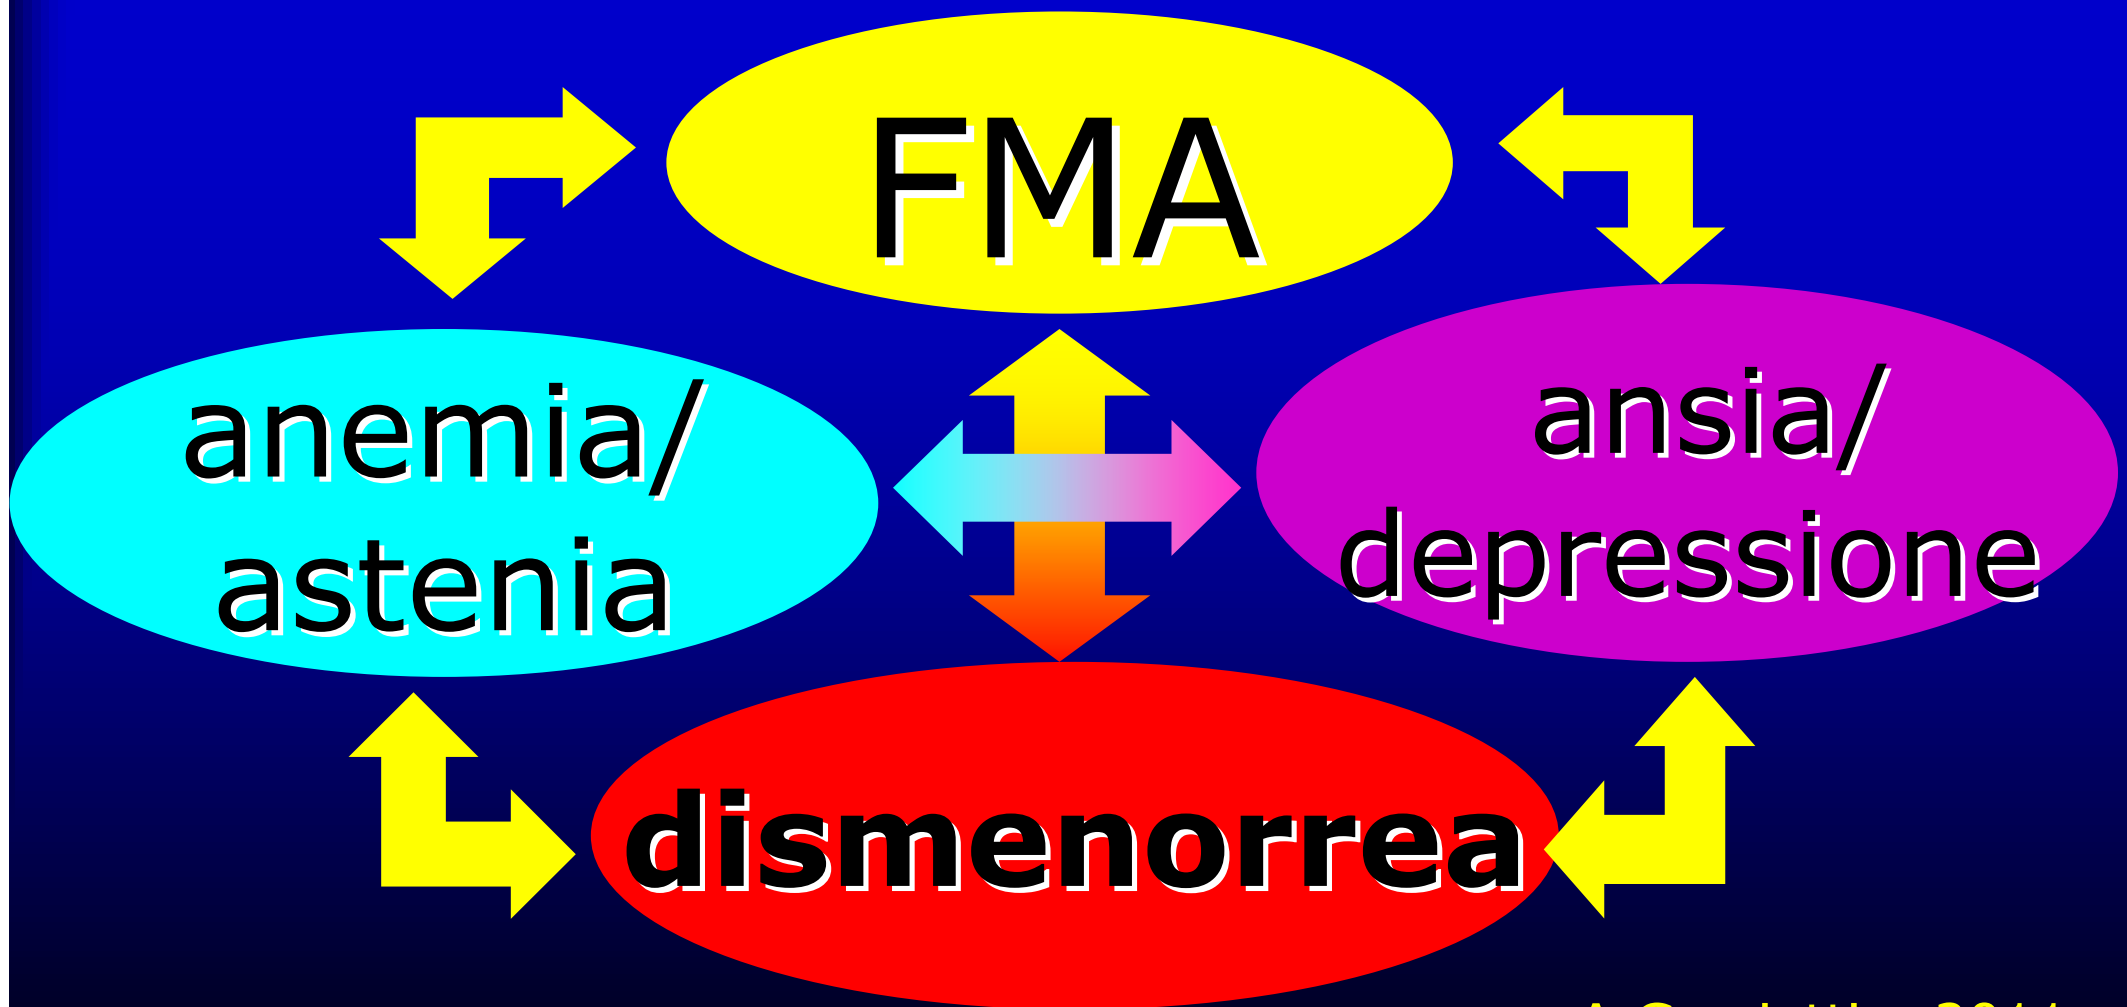 FMA
anemia/
astenia
ansia/
depressione
dismenorrea